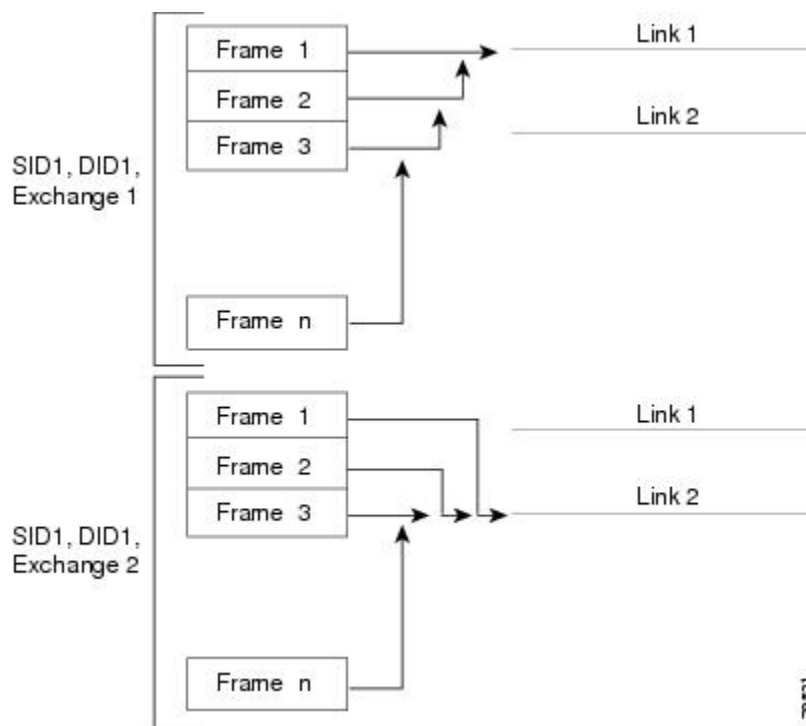 Frame 1
Link 1
Frame 2
Link 2
Frame 3
SID1, DID1,
Exchange 1
Frame n
Frame 1
Link 1
Frame 2
Link 2
Frame 3
SID1, DID1,
Exchange 2
Frame n